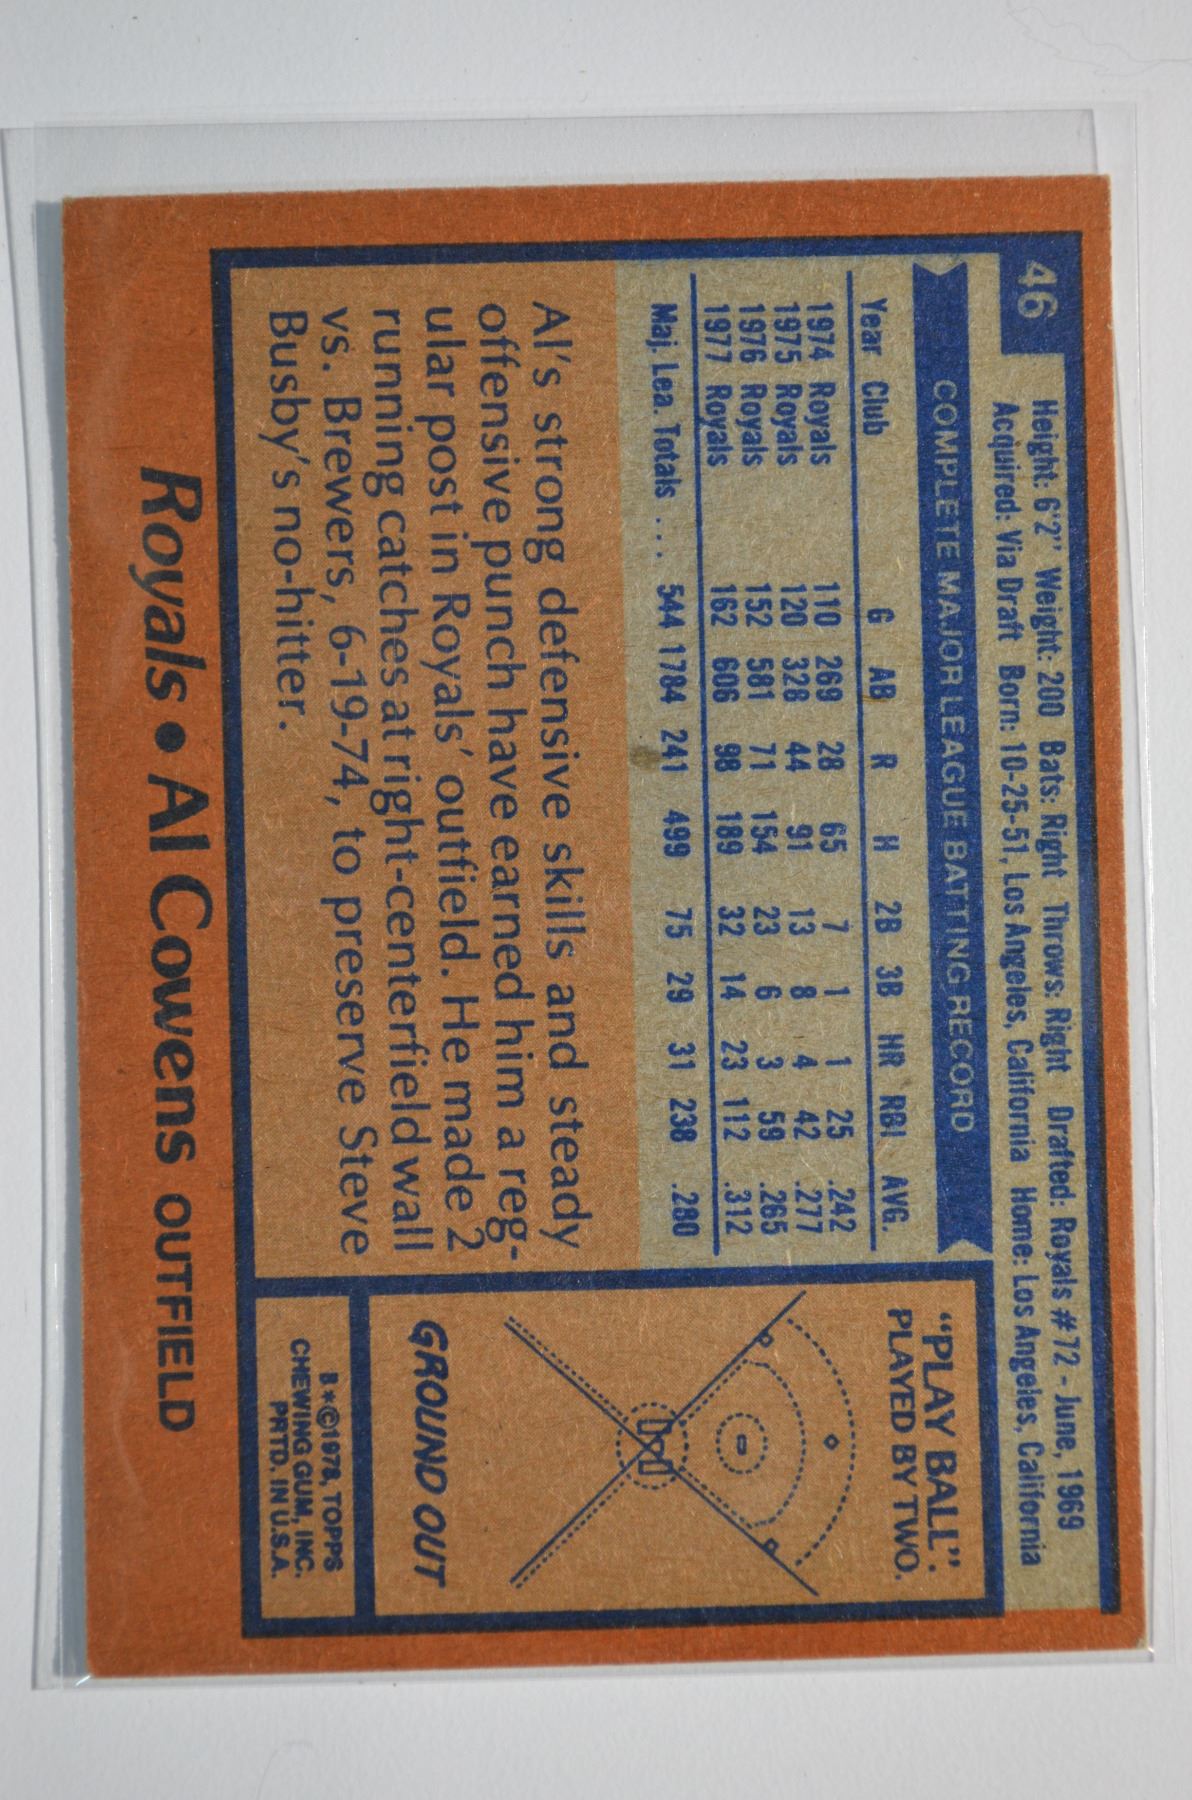 46
Height: 6'2" Weight: 200 Bats: Right Throws: Right Drafted: Royals #12 - June, 1969
Acquired: Via Draft Born: 10-25-51, Los Angeles, California Home: Los Angeles, California
COMPLETE MAJOR LEAGUE BATTING RECORD
Year Club G AB R H 2B 3B HR RBI AVG.
1974 Royals 110 269 28 65 7 1 1 25 .242
1975 Royals 120 328 44 91 13 8 4 42 .277
1976 Royals 152 581 71 154 23 6 3 59 .265
1977 Royals 162 606 98 189 32 14 23 112 .312
Maj. Lea. Totals .... 544 1784 241 499 75 29 31 238 .280
Al's strong defensive skills and steady
offensive punch have earned him a reg-
ular post in Royals' outfield. He made 2
running catches at right-centerfield wall
vs. Brewers, 6-19-74, to preserve Steve
Busby's no-hitter.
"PLAY BALL".
PLAYED BY TWO.
GROUND OUT
B*©1978, TOPPS
CHEWING GUM, INC.
PRTD. IN U.S.A.
Royals • Al Cowens OUTFIELD